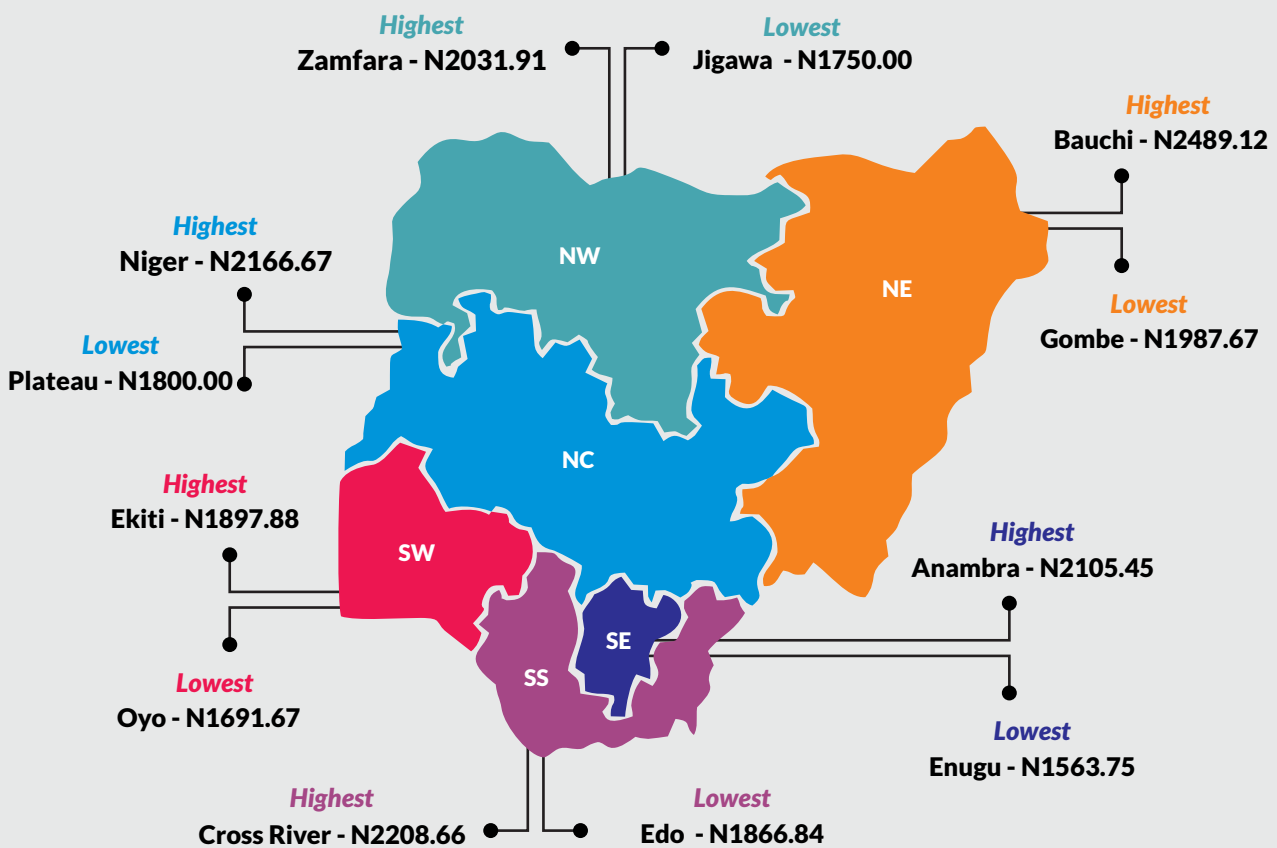 Highest
Zamfara - N2031.91
Lowest
Jigawa - N1750.00
Highest
Bauchi - N2489.12
Highest
Niger - N2166.67
NW
NE
Lowest
Gombe - N1987.67
Lowest
Plateau - N1800.00
NC
Highest
Ekiti - N1897.88
SW
Highest
Anambra - N2105.45
SE
SS
Lowest
Oyo - N1691.67
Lowest
Enugu - N1563.75
Highest
Cross River - N2208.66
Lowest
Edo - N1866.84